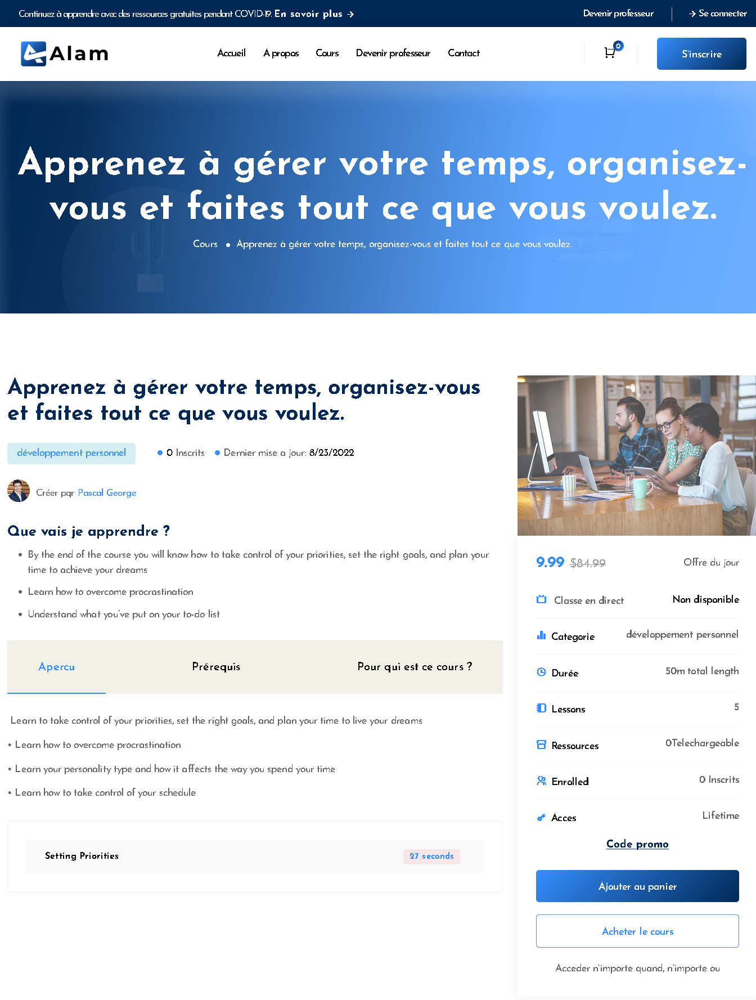 Continuez à apprendre avec des ressources gratuites pendant COVID-19. En savoir plus →
Devenir professeur
→ Se connecter
Alam
Accueil
A propos
Cours
Devenir professeur
Contact
0
S'inscrire
Apprenez à gérer votre temps, organisez-
vous et faites tout ce que vous voulez.
Cours • Apprenez à gérer votre temps, organisez-vous et faites tout ce que vous voulez.
Apprenez à gérer votre temps, organisez-vous
et faites tout ce que vous voulez.
développement personnel
0 Inscrits
Dernier mise a jour: 8/23/2022
Créer pqr Pascal George
Que vais je apprendre ?
• By the end of the course you will know how to take control of your priorities, set the right goals, and plan your
time to achieve your dreams
• Learn how to overcome procrastination
• Understand what you've put on your to-do list
Apercu
Prérequis
Pour qui est ce cours ?
Learn to take control of your priorities, set the right goals, and plan your time to live your dreams
• Learn how to overcome procrastination
• Learn your personality type and how it affects the way you spend your time
• Learn how to take control of your schedule
Setting Priorities
27 seconds
9.99 $84.99
Offre du jour
Classe en direct
Non disponible
Categorie
développement personnel
Durée
50m total length
Lessons
5
Ressources
0Telechargeable
Enrolled
0 Inscrits
Acces
Lifetime
Code promo
Ajouter au panier
Acheter le cours
Acceder n'importe quand, n'importe ou